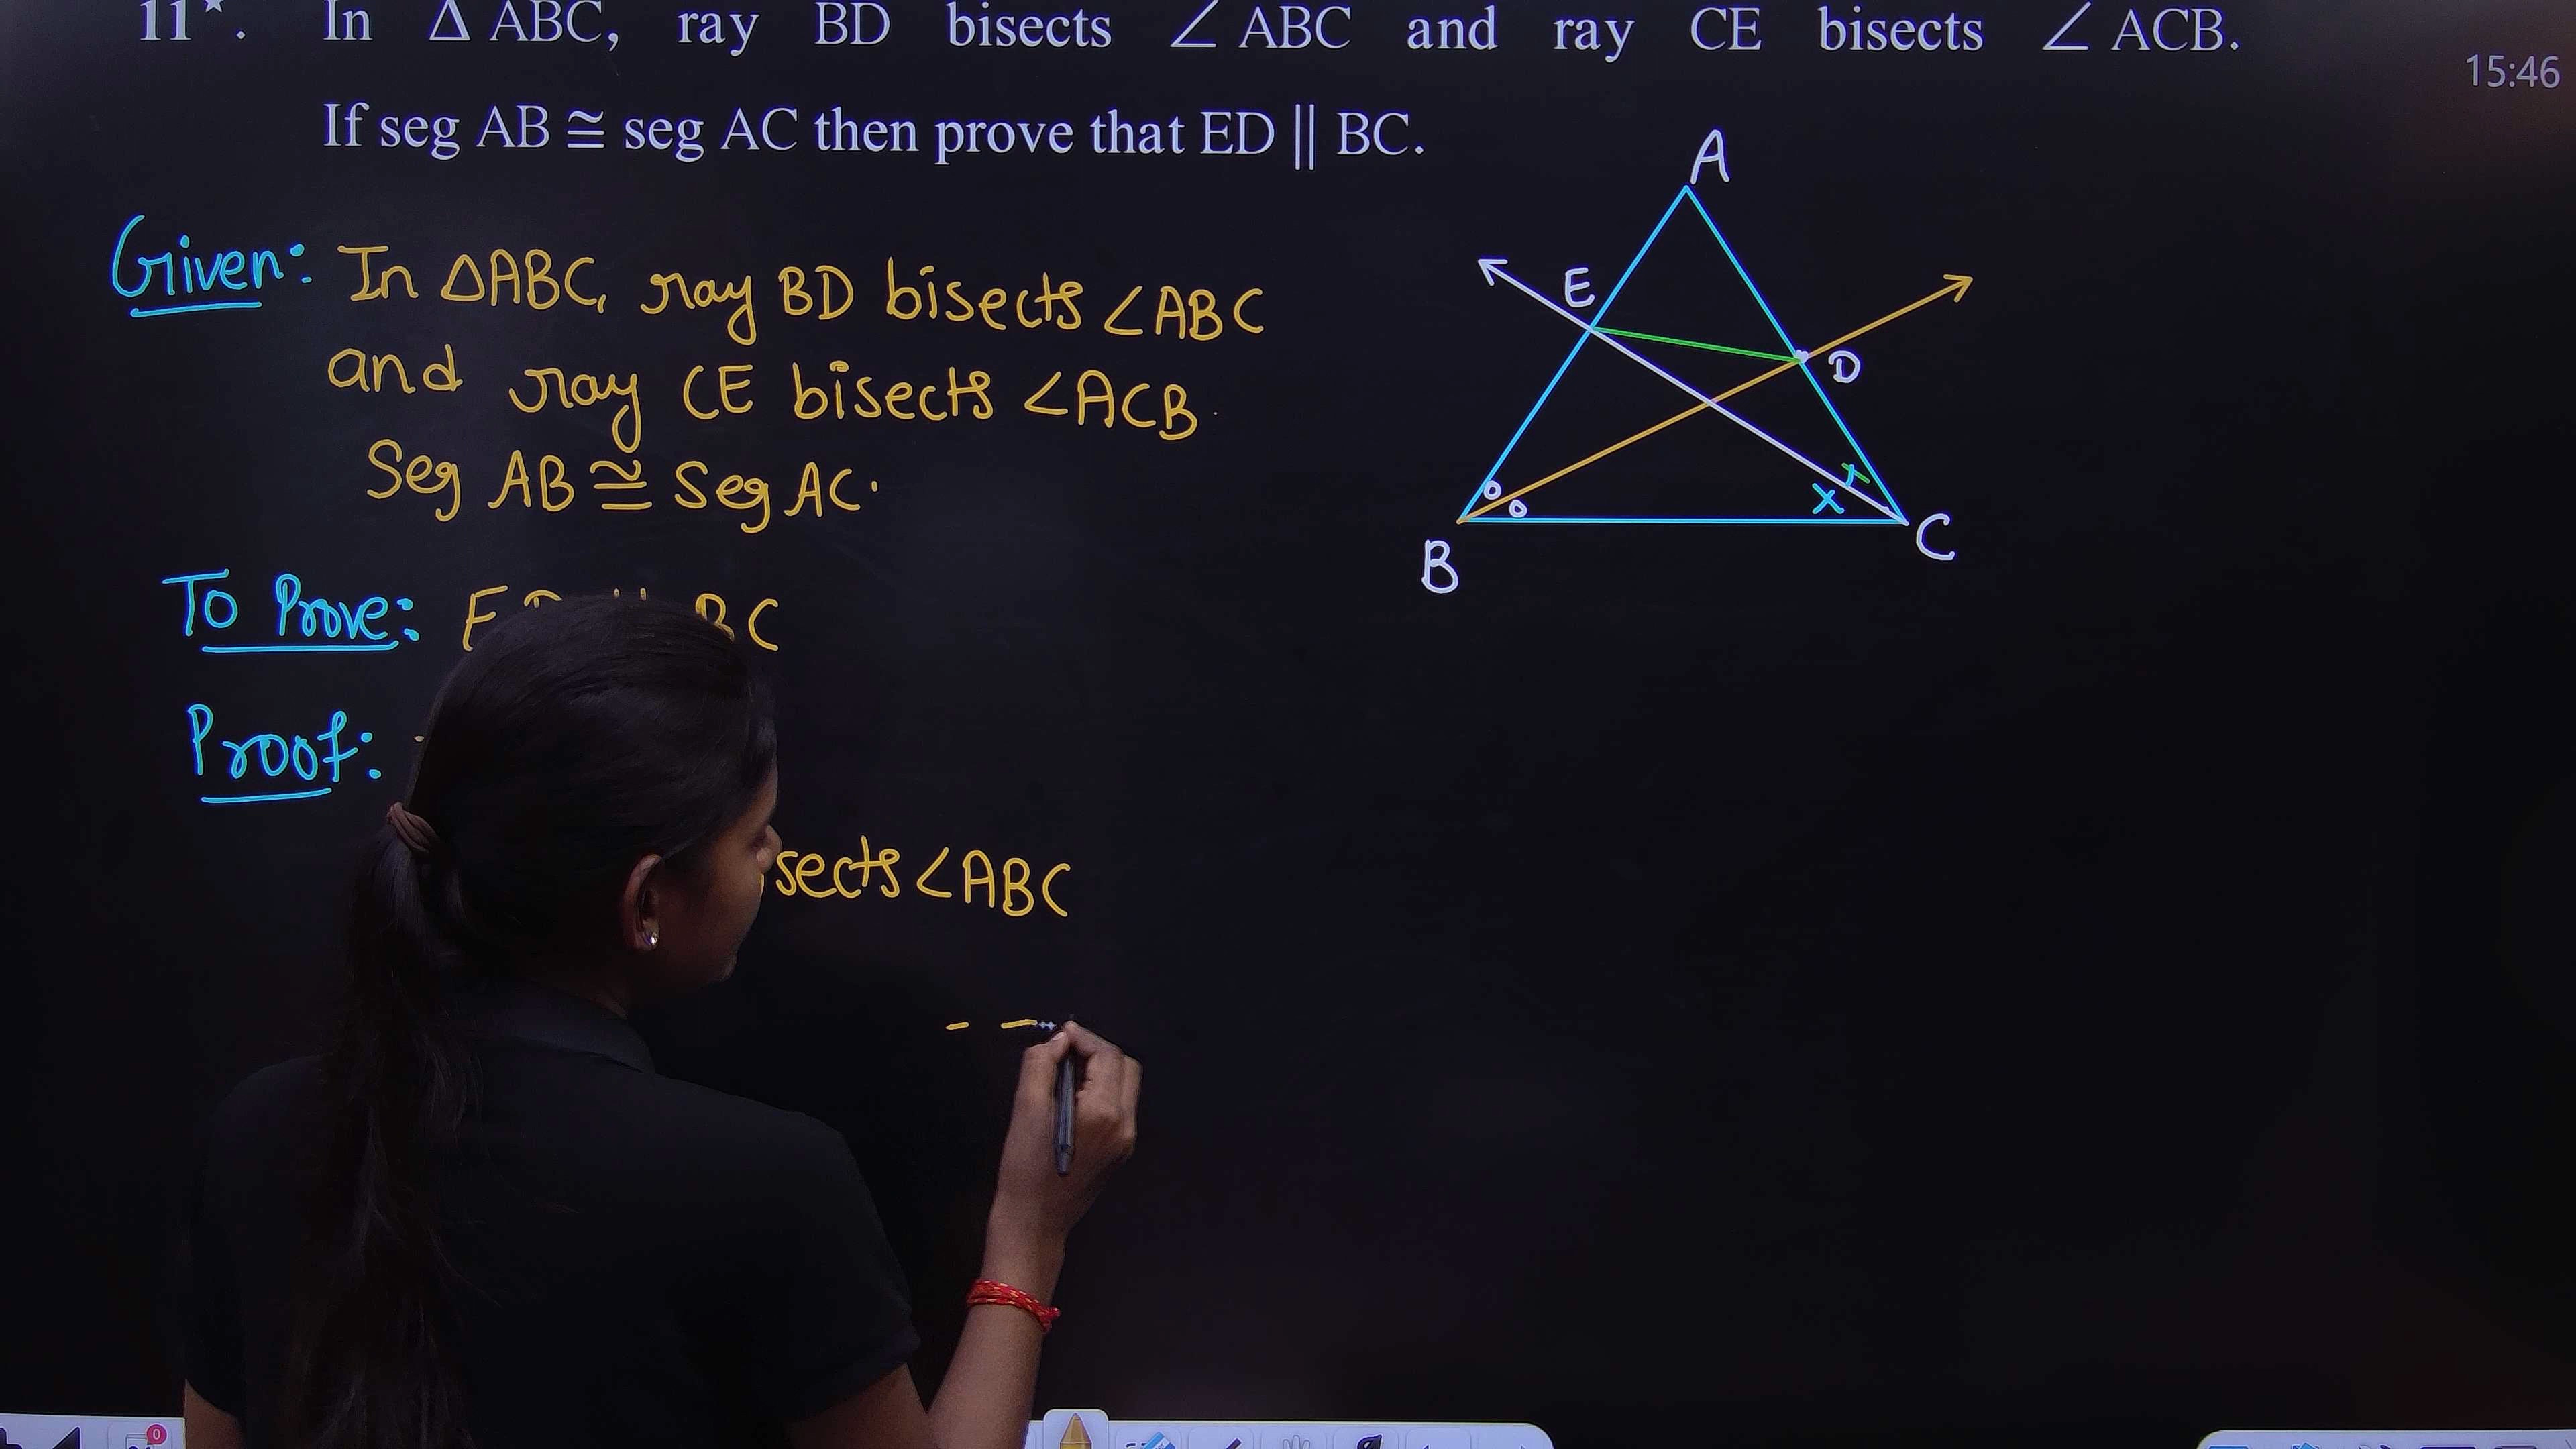 11*. In Δ ABC, ray BD bisects ∠ ABC and ray CE bisects ∠ ACB.
15:46
If seg AB ≅ seg AC then prove that ED || BC.
Given: In ΔABC, ray BD bisects ∠ABC
and ray CE bisects ∠ACB.
Seg AB ≅ Seg AC.
To Prove: BC
Proof:
sects ∠ABC
A
E
D
B
C
x
0